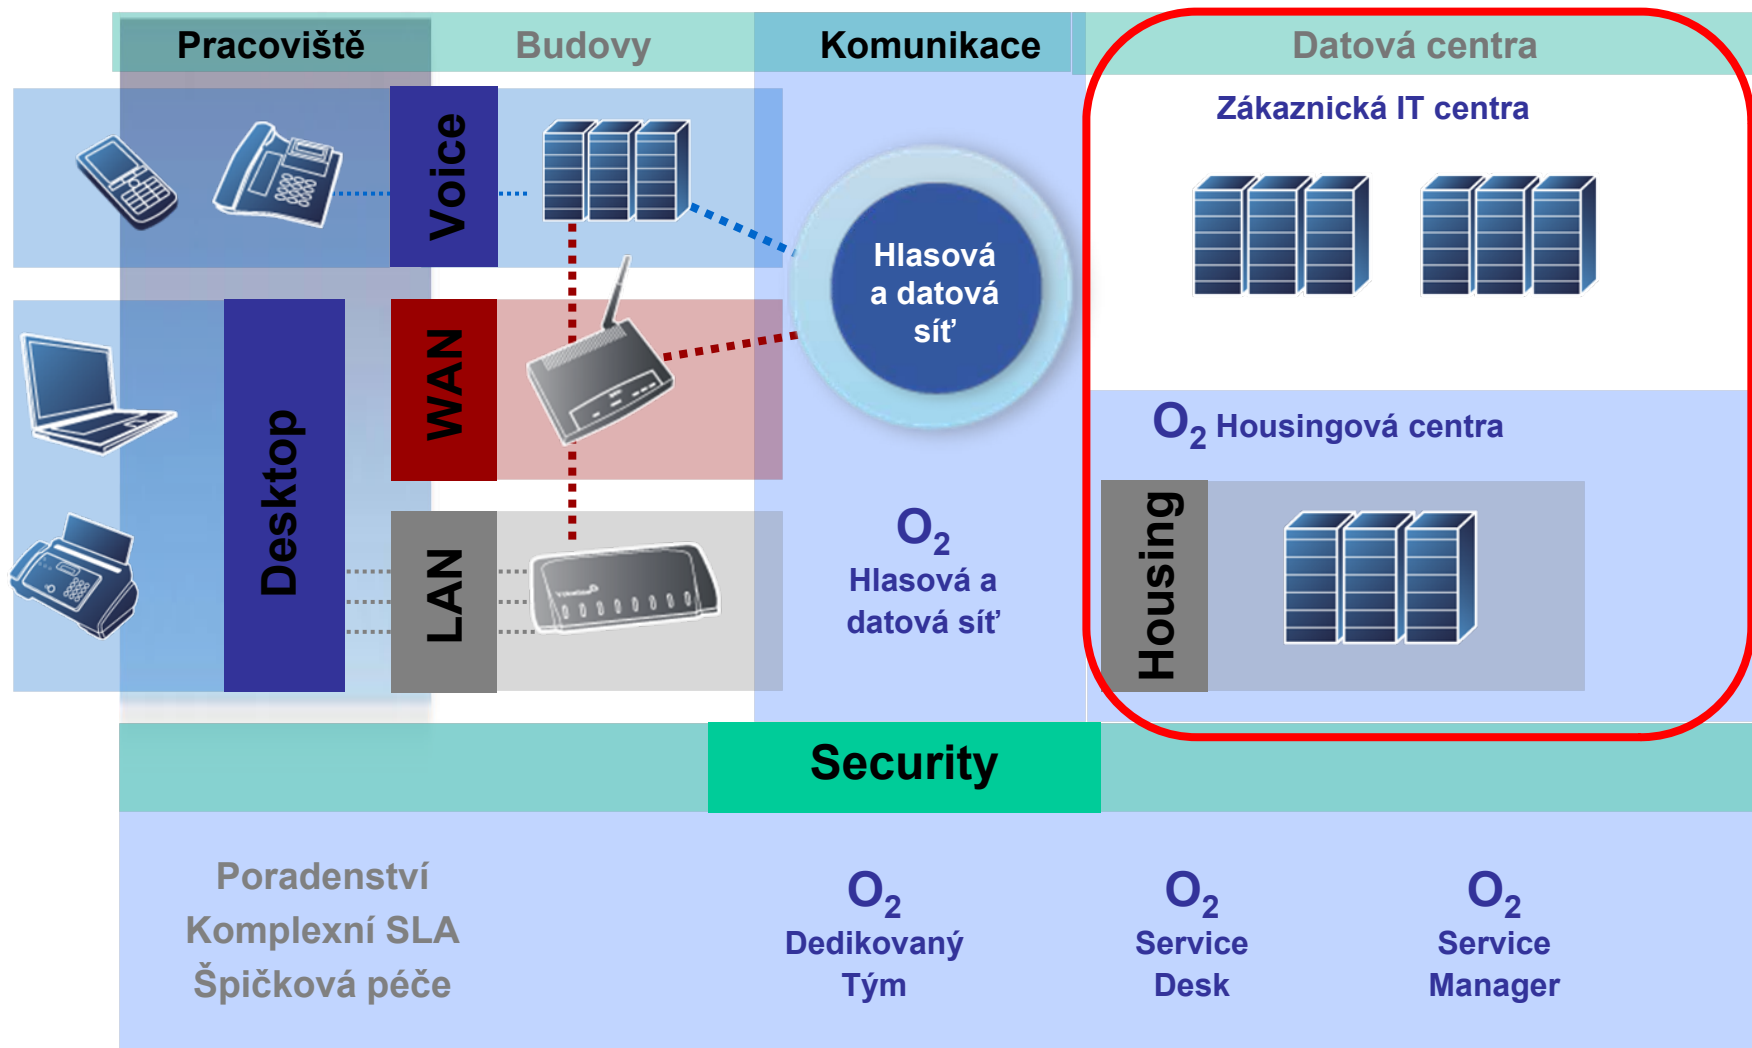 Pracoviště
Budovy
Komunikace
Datová centra
Zákaznická IT centra
Voice
Hlasová
a datová
síť
WAN
Desktop
O2 Housingová centra
LAN
O2
Hlasová a
datová síť
Housing
Security
Poradenství
Komplexní SLA
Špičková péče
O2
Dedikovaný
Tým
O2
Service
Desk
O2
Service
Manager